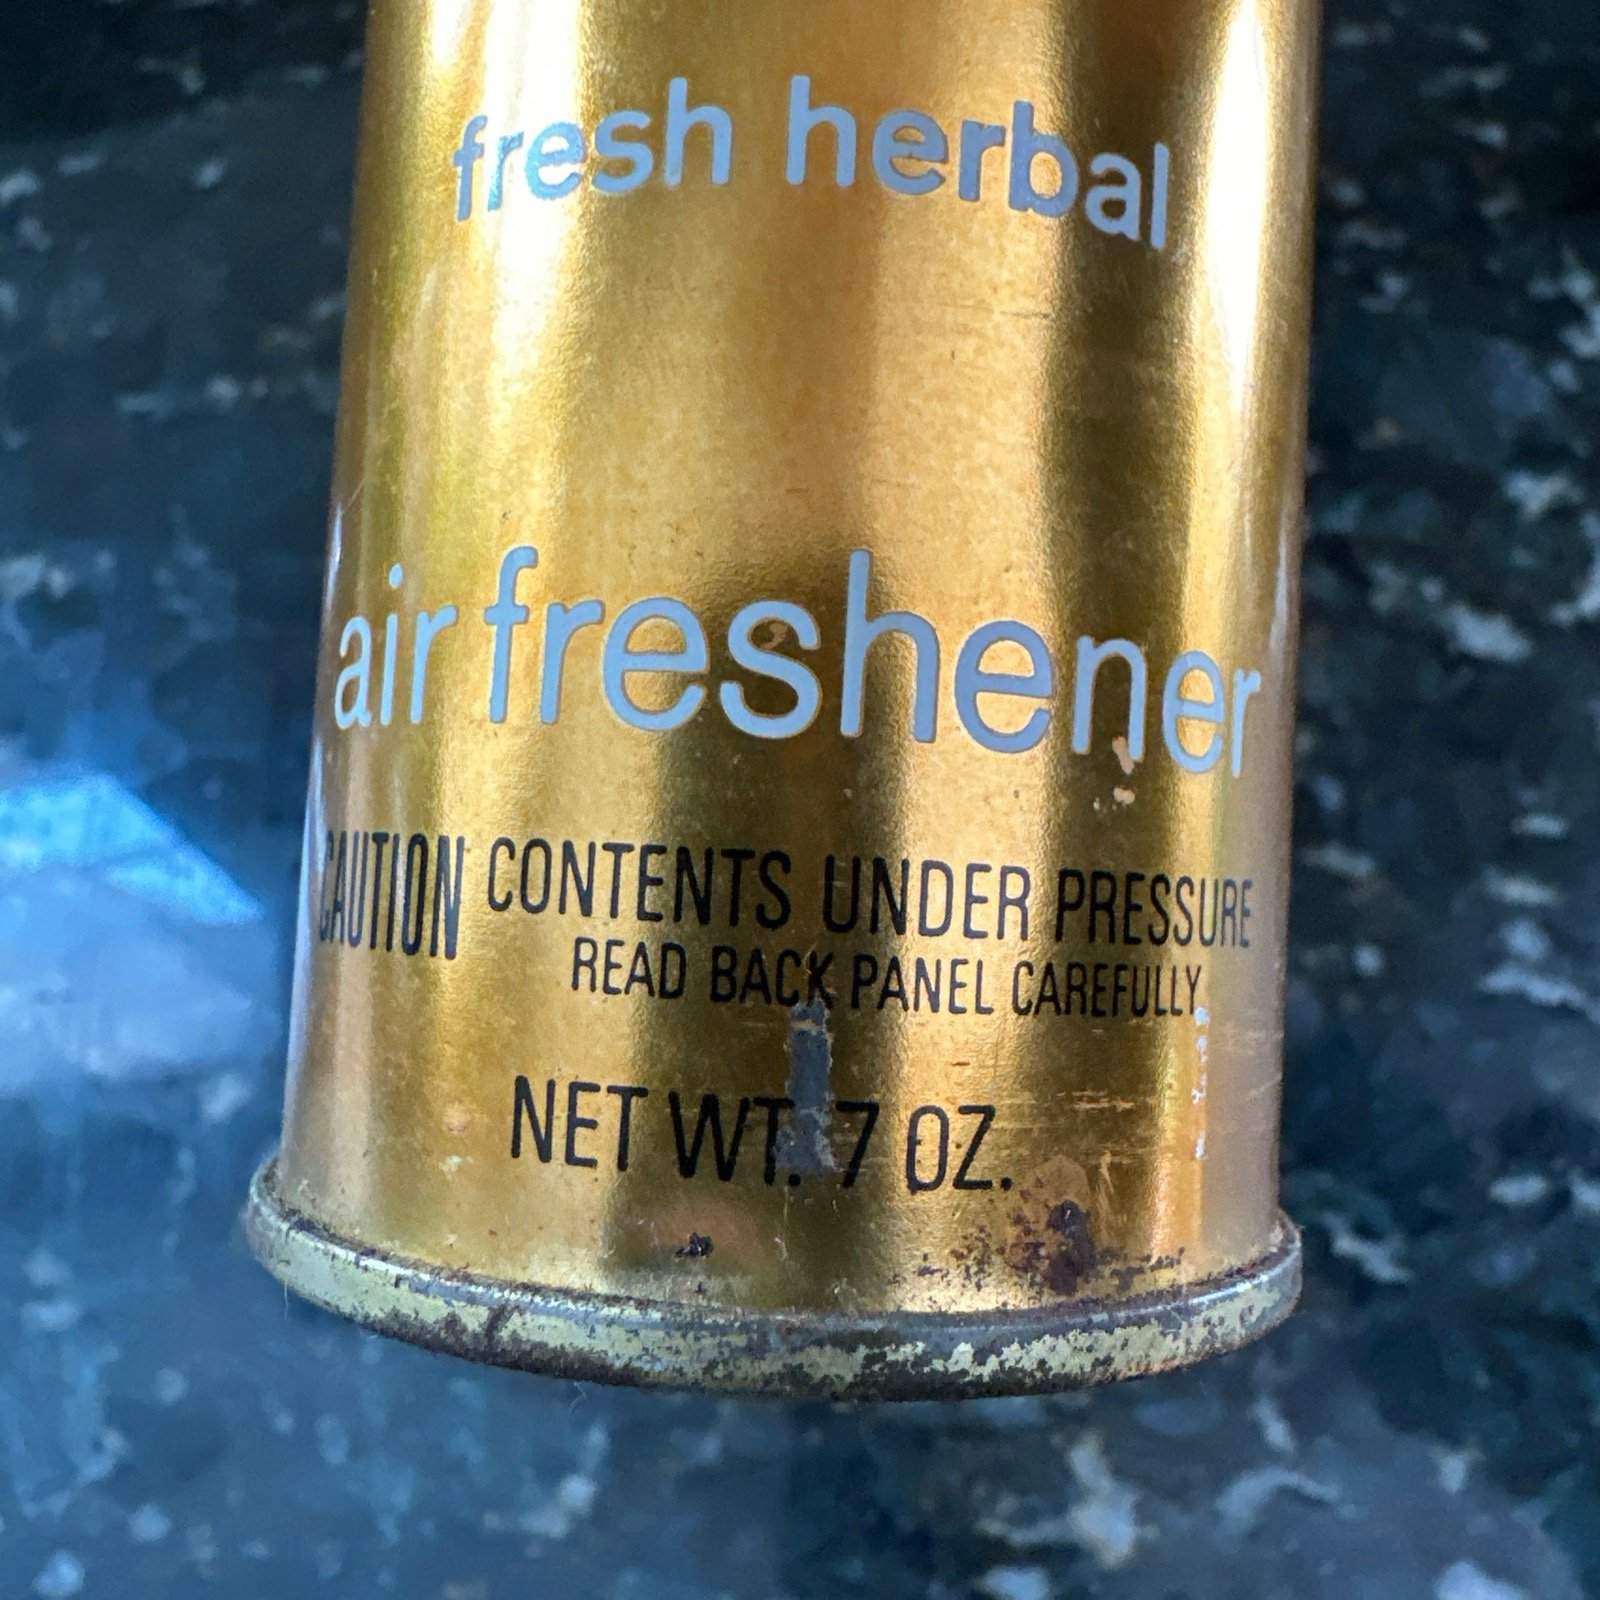 fresh herbal
air freshener
CAUTION CONTENTS UNDER PRESSURE
READ BACK PANEL CAREFULLY
NET WT. 7 OZ.